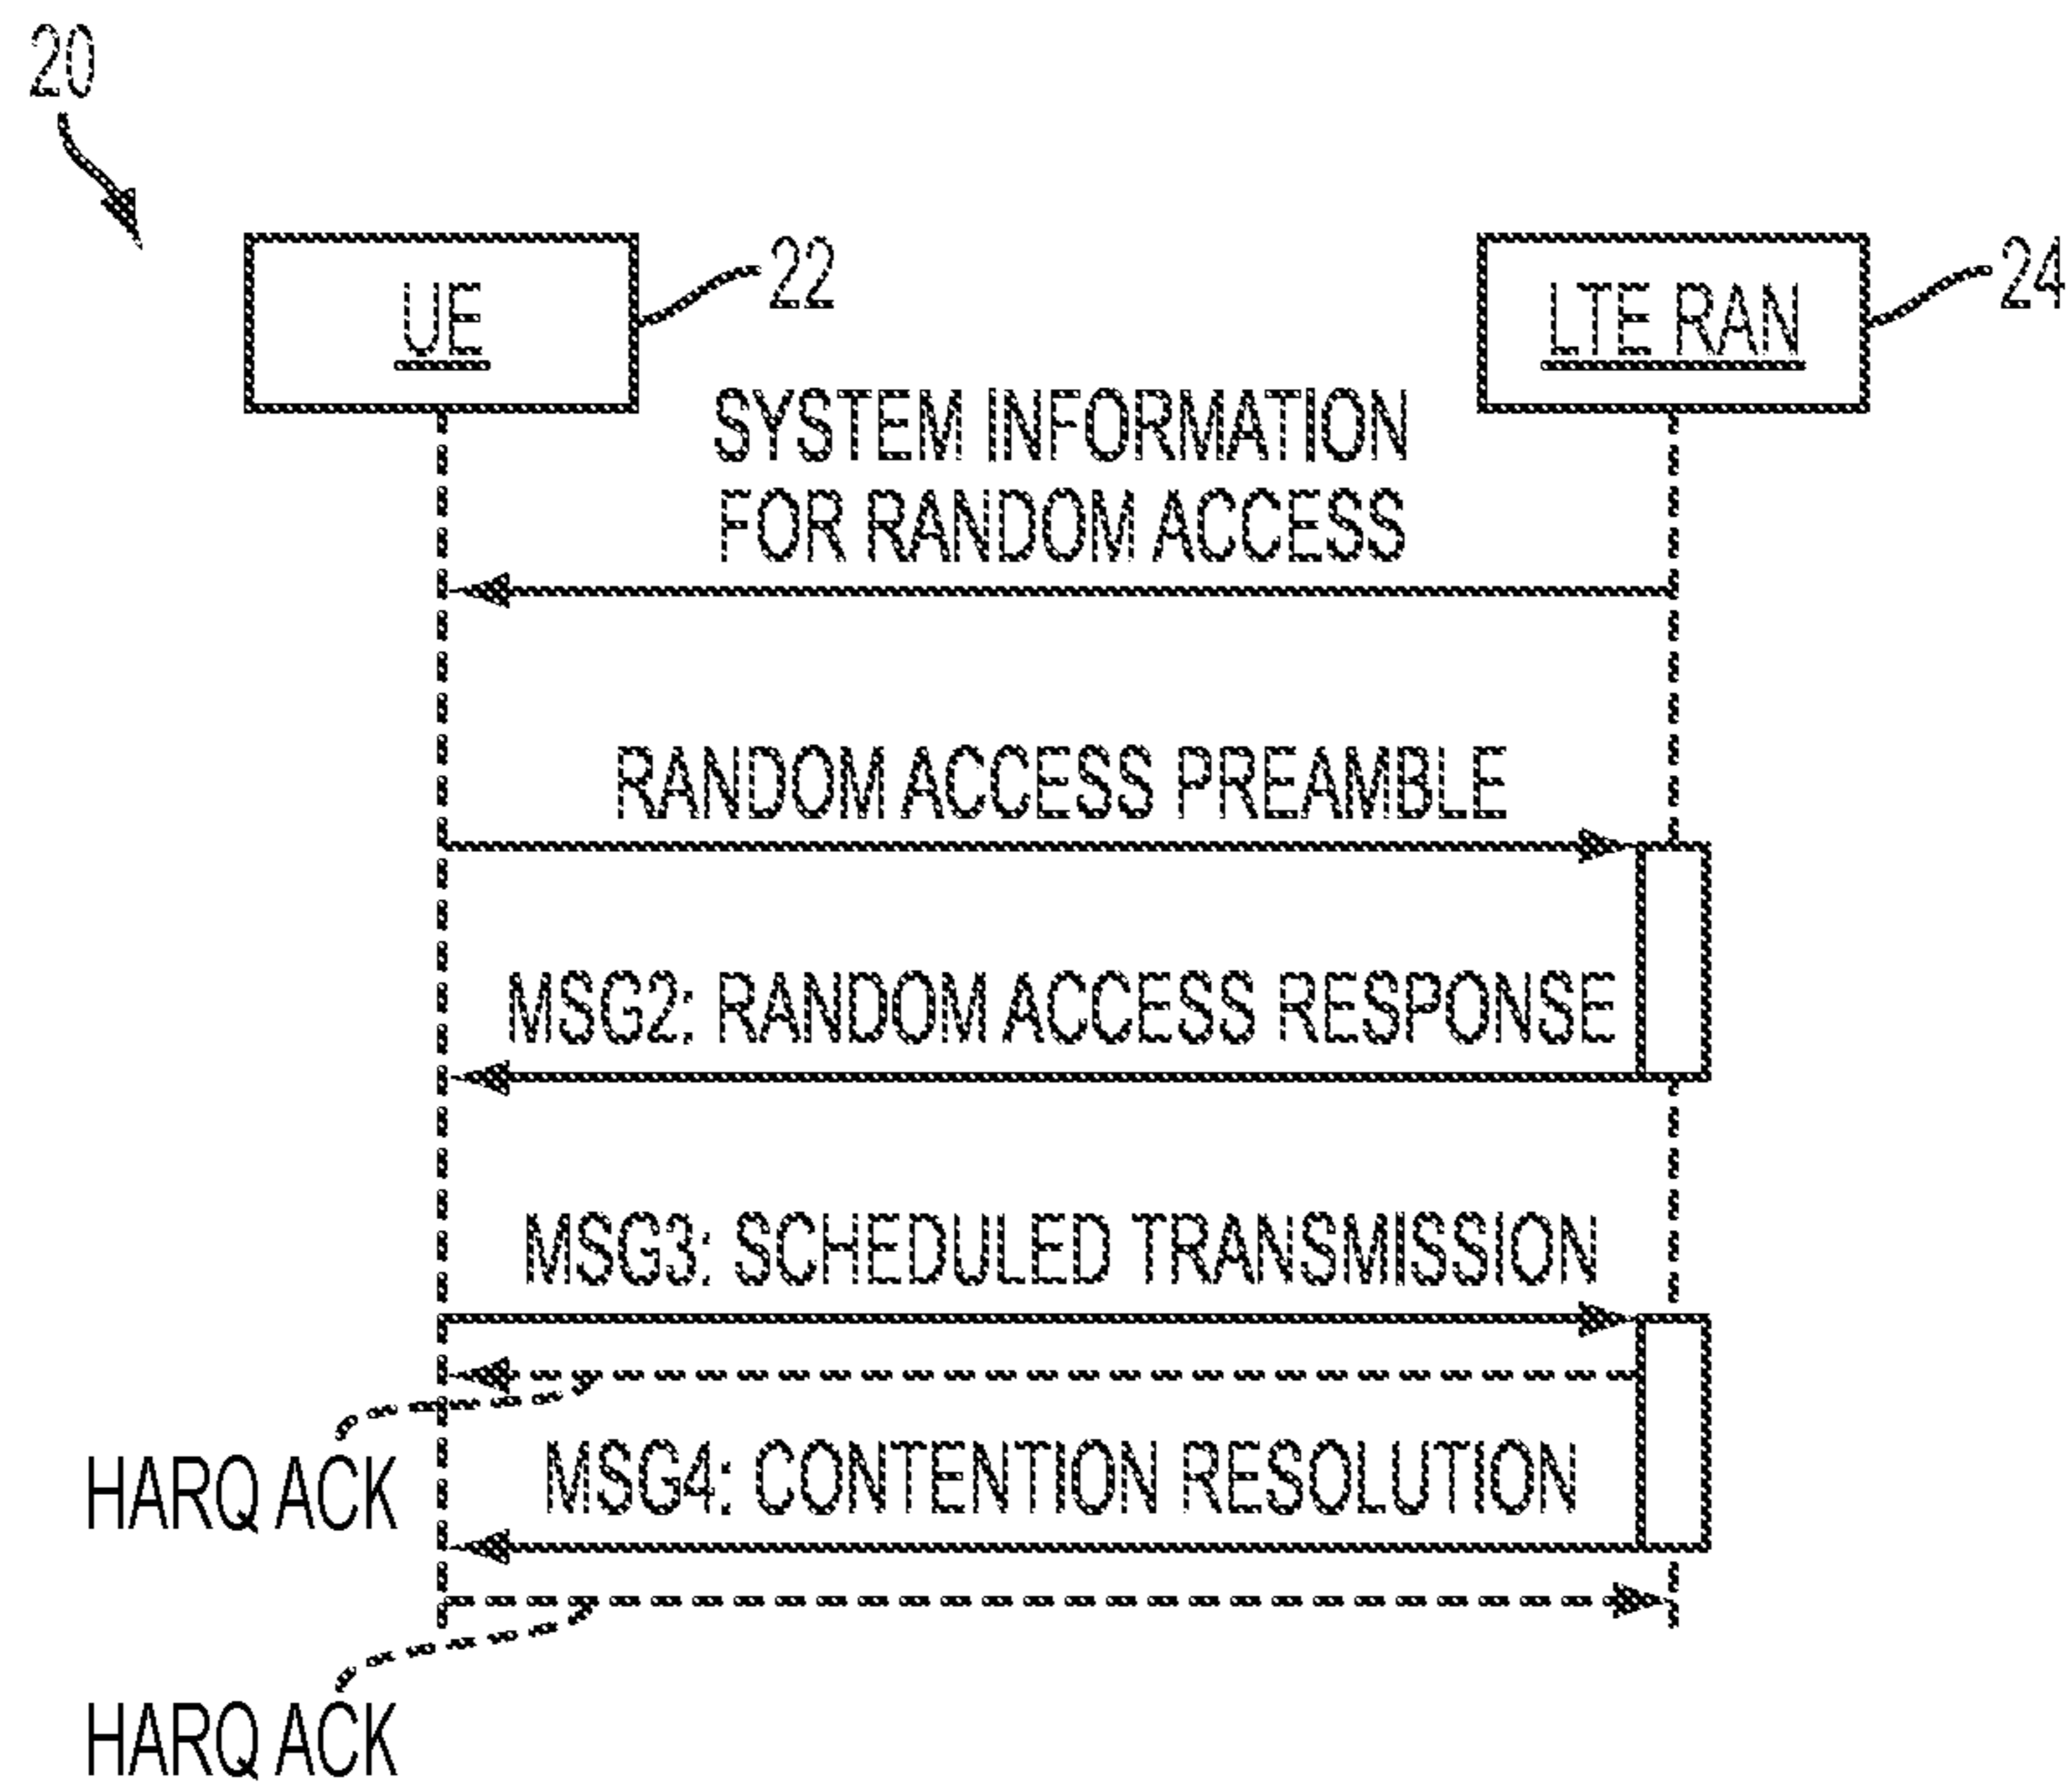 20
UE
22
LTE RAN
24
SYSTEM INFORMATION
FOR RANDOM ACCESS
RANDOM ACCESS PREAMBLE
MSG2: RANDOM ACCESS RESPONSE
MSG3: SCHEDULED TRANSMISSION
HARQ ACK
MSG4: CONTENTION RESOLUTION
HARQ ACK